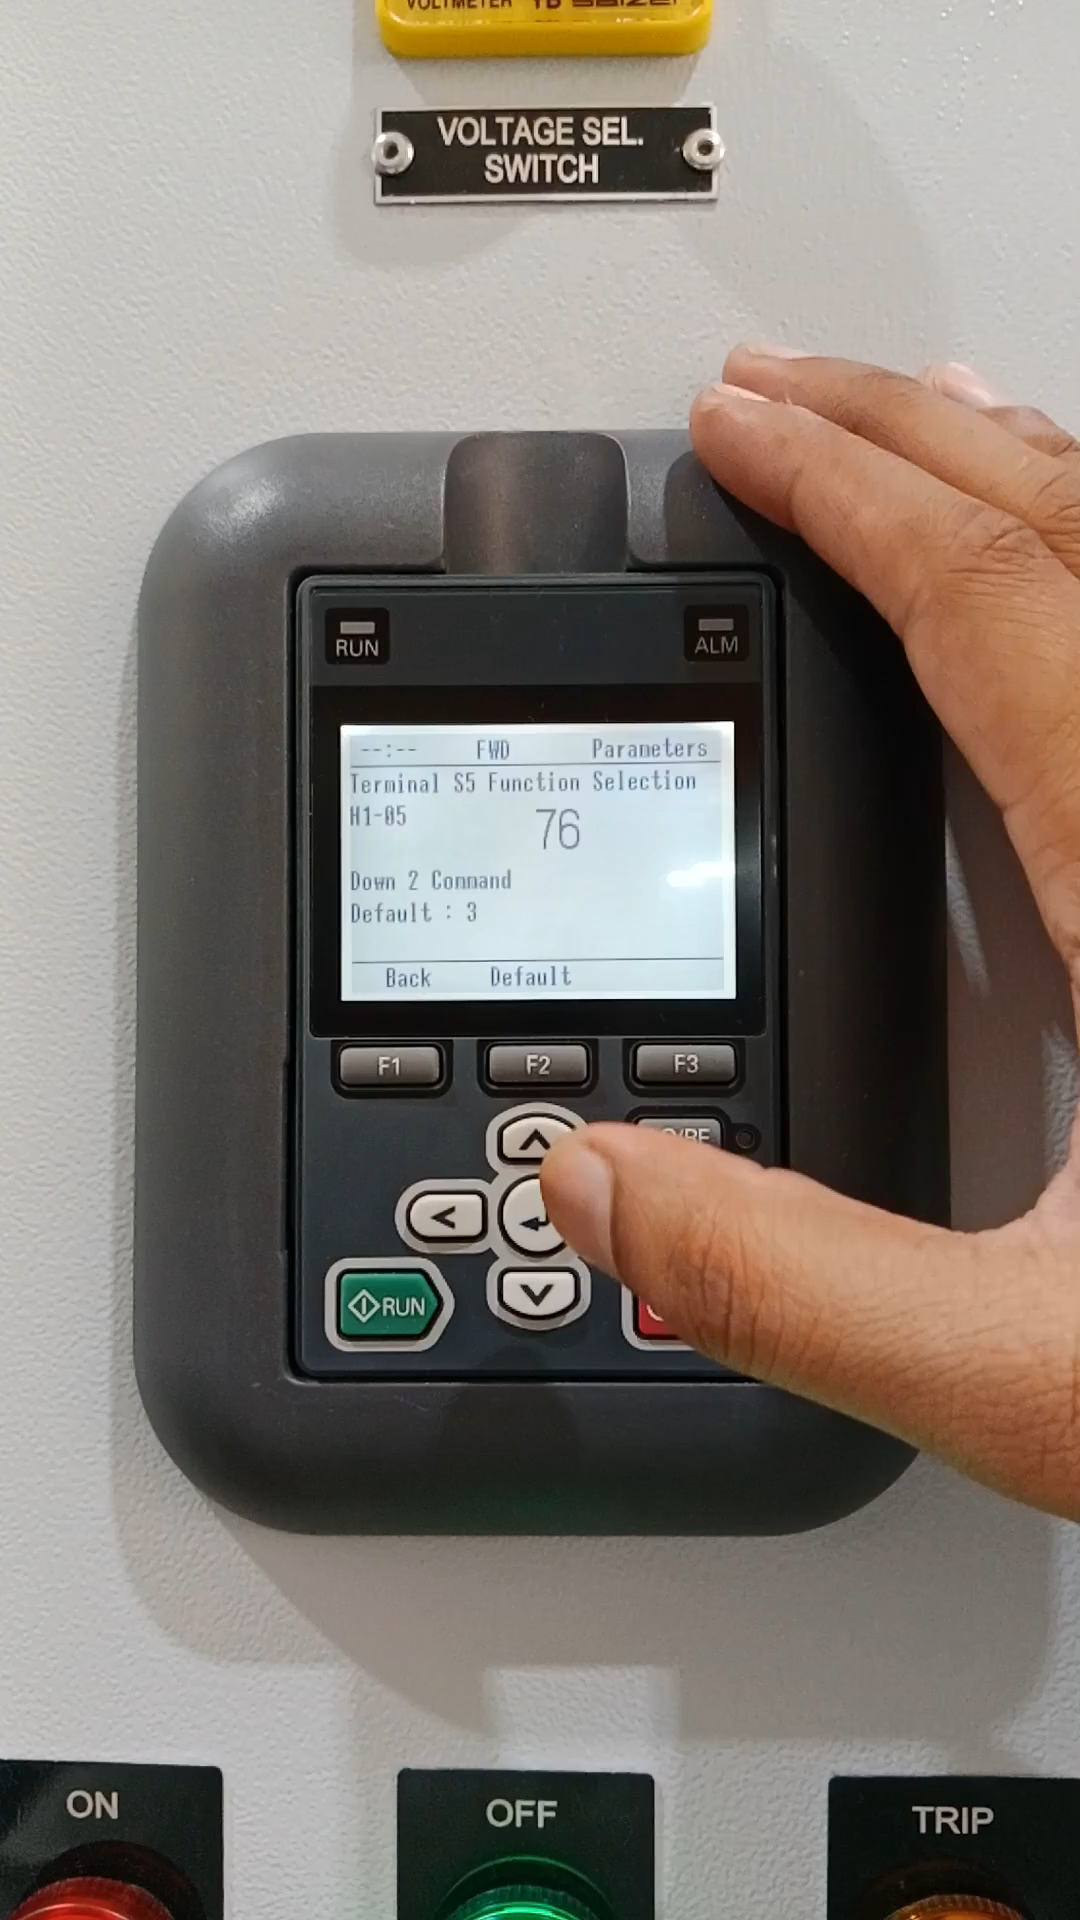 VOLTMETER
VOLTAGE SEL.
SWITCH
RUN
ALM
--:-- FWD Parameters
Terminal S5 Function Selection
H1-05 76
Down 2 Command
Default : 3
Back Default
F1 F2 F3
RUN
ON
OFF
TRIP